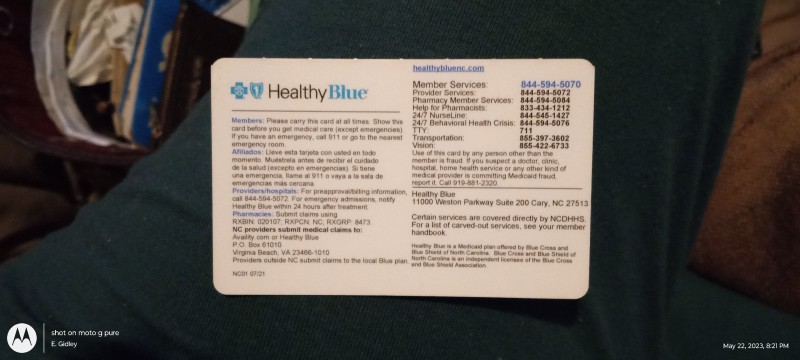 Healthy Blue
Members: Please carry this card at all times. Show this
card before you get medical care (except emergencies).
If you have an emergency, call 911 or go to the nearest
emergency room.
Afiliados: Lleve esta tarjeta con usted en todo
momento. Muéstrela antes de recibir el cuidado
de la salud (excepto en emergencias). Si tiene
una emergencia, llame al 911 o vaya a la sala de
emergencias más cercana.
Providers/hospitals: For preapproval/billing information,
call 844-594-5072. For emergency admissions, notify
Healthy Blue within 24 hours after treatment.
Pharmacies: Submit claims using
RXBIN: 020107; RXPCN: NC; RXGRP: 8473.
NC providers submit medical claims to:
Availity.com or Healthy Blue
P.O. Box 61010
Virginia Beach, VA 23466-1010
Providers outside NC submit claims to the local Blue plan.
NC01 07/21
healthybluenc.com
Member Services: 844-594-5070
Provider Services: 844-594-5072
Pharmacy Member Services: 844-594-5084
Help for Pharmacists: 833-434-1212
24/7 NurseLine: 844-545-1427
24/7 Behavioral Health Crisis: 844-594-5076
TTY: 711
Transportation: 855-397-3602
Vision: 855-422-6733
Use of this card by any person other than the
member is fraud. If you suspect a doctor, clinic,
hospital, home health service or any other kind of
medical provider is committing Medicaid fraud,
report it. Call 919-881-2320.
Healthy Blue
11000 Weston Parkway Suite 200 Cary, NC 27513
Certain services are covered directly by NCDHHS.
For a list of carved-out services, see your member
handbook.
Healthy Blue is a Medicaid plan offered by Blue Cross and
Blue Shield of North Carolina. Blue Cross and Blue Shield of
North Carolina is an independent licensee of the Blue Cross
and Blue Shield Association.
shot on moto g pure
E. Gidley
May 22, 2023, 8:21 PM